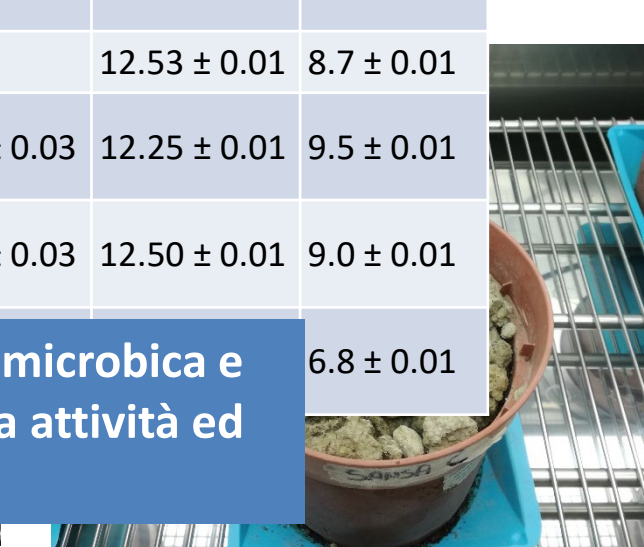 12.53 ± 0.01 8.7 ± 0.01
± 0.03 12.25 ± 0.01 9.5 ± 0.01
± 0.03 12.50 ± 0.01 9.0 ± 0.01
6.8 ± 0.01
microbica e
a attività ed
SANSA C